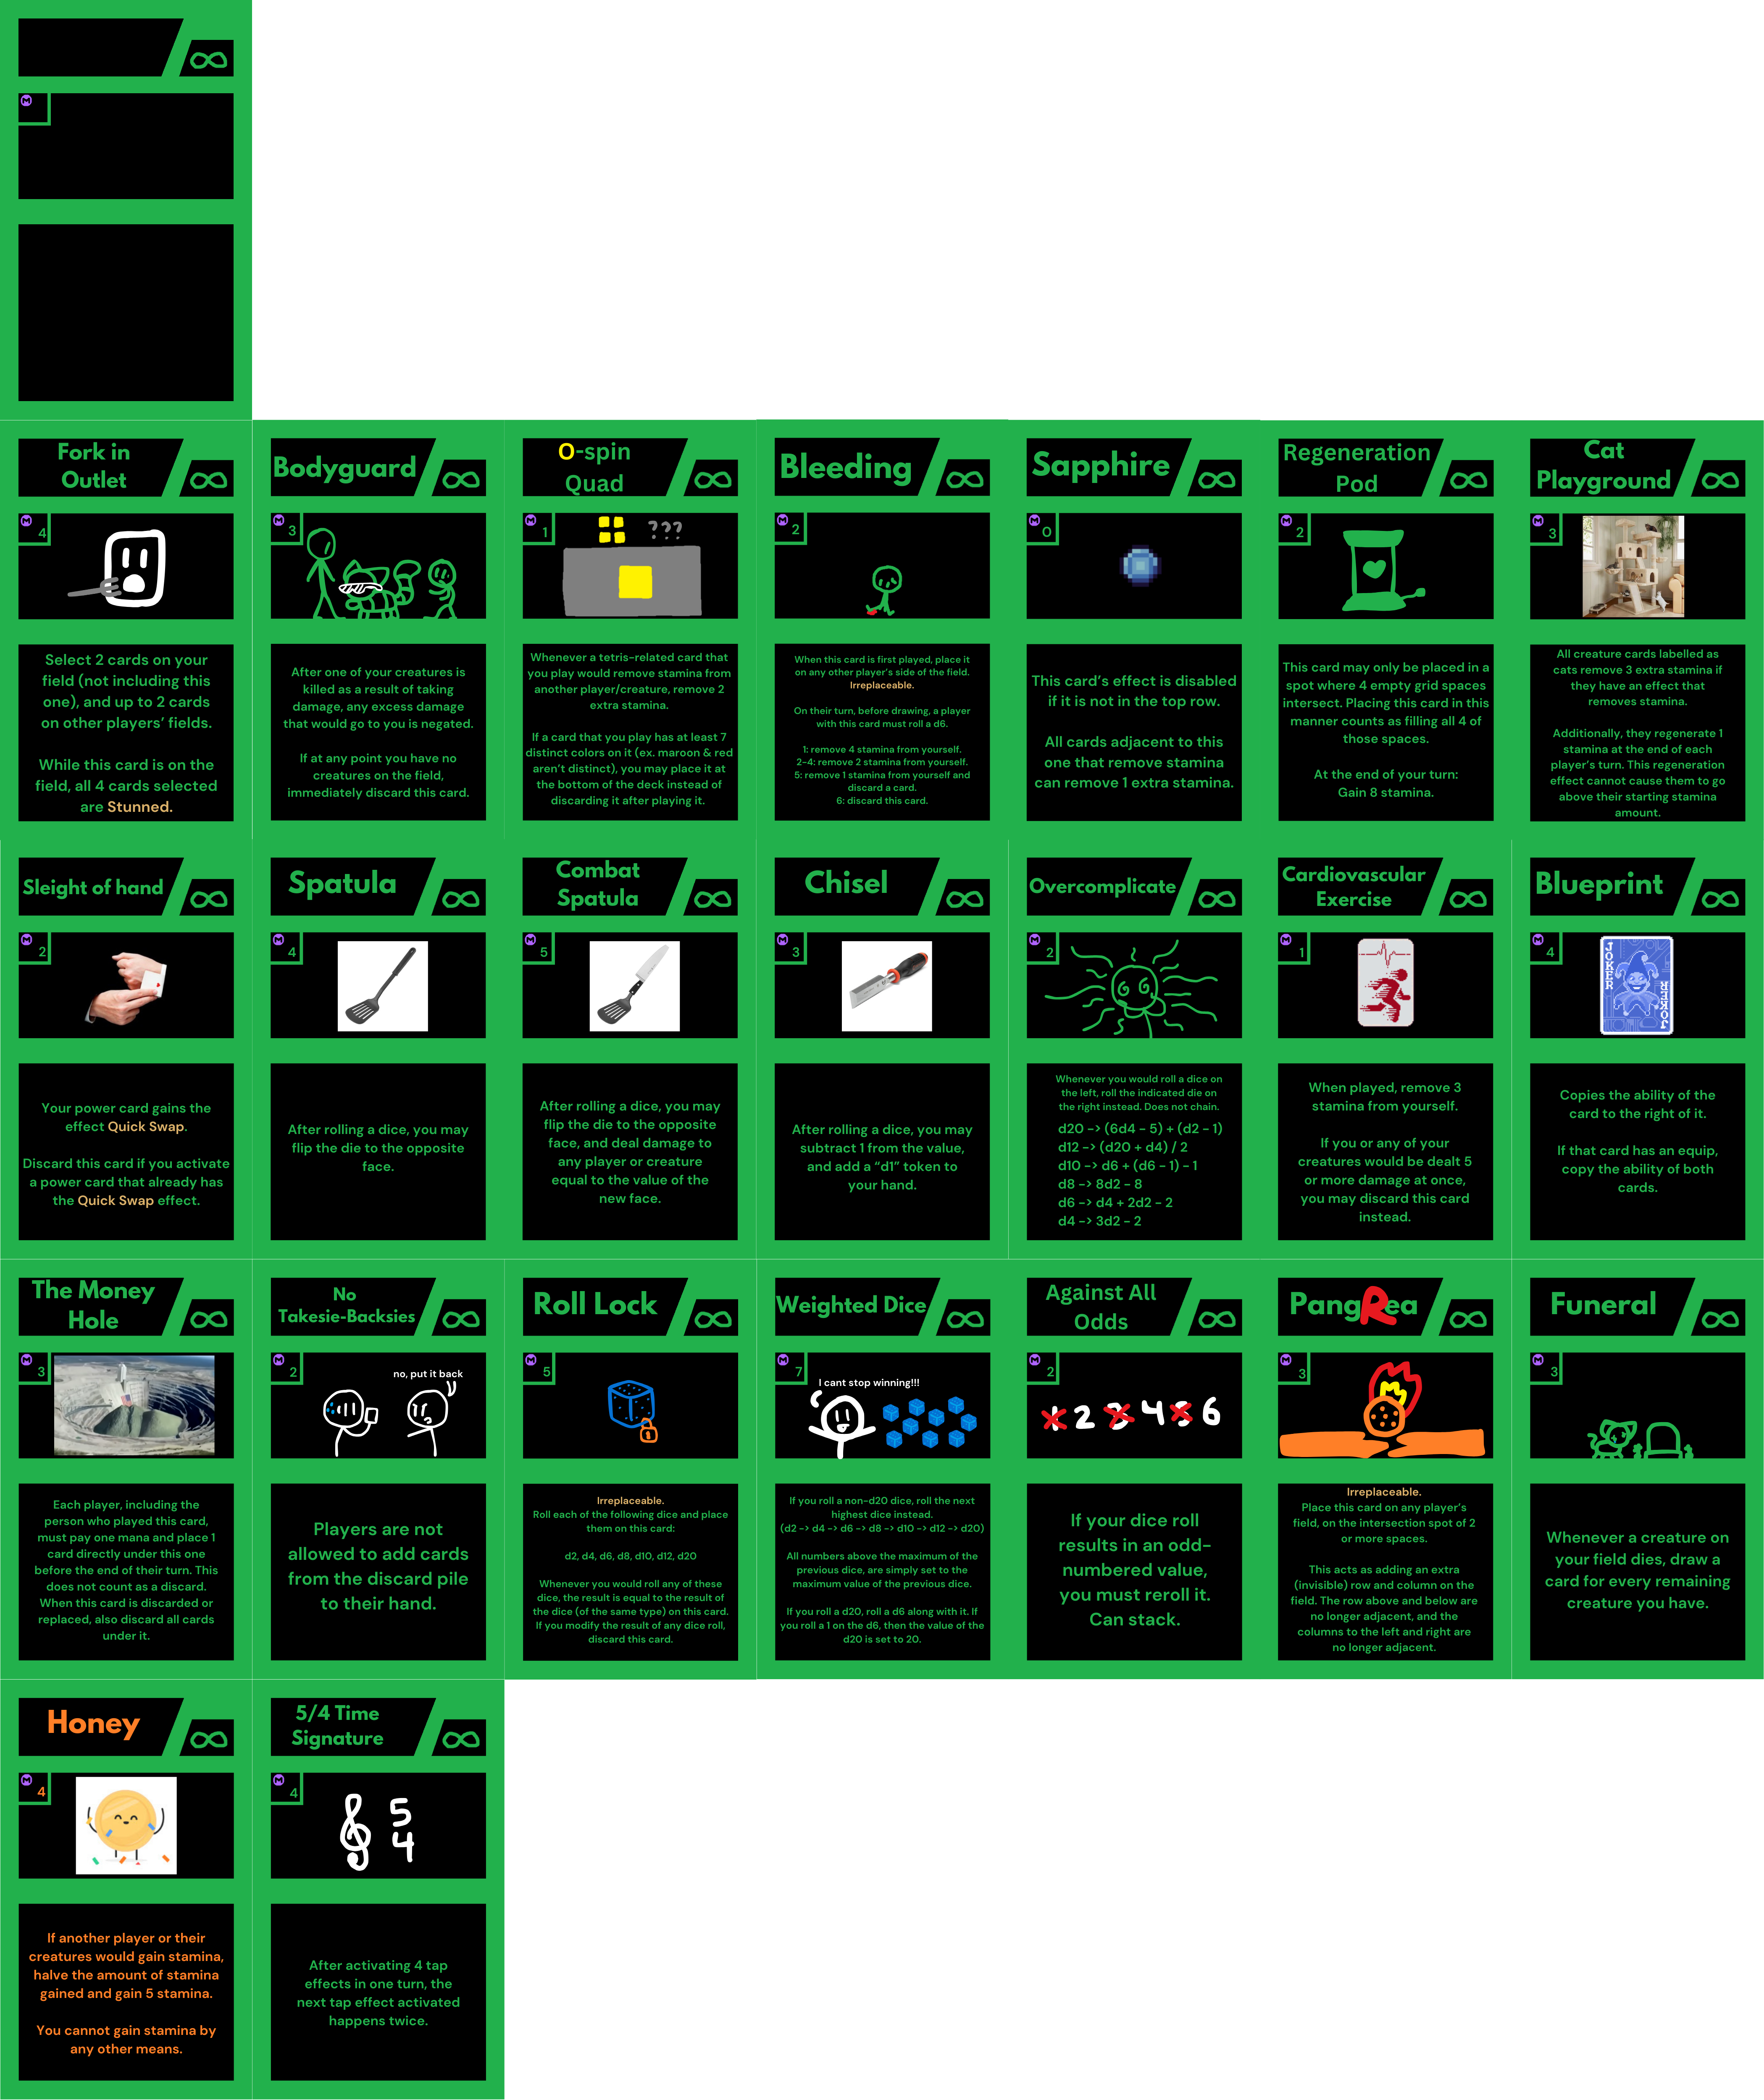 M
Fork in
Outlet
M
4
Select 2 cards on your
field (not including this
one), and up to 2 cards
on other players' fields.
While this card is on the
field, all 4 cards selected
are Stunned.
Bodyguard
M
3
After one of your creatures is
killed as a result of taking
damage, any excess damage
that would go to you is negated.
If at any point you have no
creatures on the field,
immediately discard this card.
O-spin
Quad
M
1
???
Whenever a tetris-related card that
you play would remove stamina from
another player/creature, remove 2
extra stamina.
If a card that you play has at least 7
distinct colors on it (ex. maroon & red
aren't distinct), you may place it at
the bottom of the deck instead of
discarding it after playing it.
Bleeding
M
2
When this card is first played, place it
on any other player's side of the field.
Irreplaceable.
On their turn, before drawing, a player
with this card must roll a d6.
1: remove 4 stamina from yourself.
2-4: remove 2 stamina from yourself.
5: remove 1 stamina from yourself and
discard a card.
6: discard this card.
Sapphire
M
0
This card's effect is disabled
if it is not in the top row.
All cards adjacent to this
one that remove stamina
can remove 1 extra stamina.
Regeneration
Pod
M
2
This card may only be placed in a
spot where 4 empty grid spaces
intersect. Placing this card in this
manner counts as filling all 4 of
those spaces.
At the end of your turn:
Gain 8 stamina.
Cat
Playground
M
3
All creature cards labelled as
cats remove 3 extra stamina if
they have an effect that
removes stamina.
Additionally, they regenerate 1
stamina at the end of each
player's turn. This regeneration
effect cannot cause them to go
above their starting stamina
amount.
Sleight of hand
M
2
Your power card gains the
effect Quick Swap.
Discard this card if you activate
a power card that already has
the Quick Swap effect.
Spatula
M
4
After rolling a dice, you may
flip the die to the opposite
face.
Combat
Spatula
M
5
After rolling a dice, you may
flip the die to the opposite
face, and deal damage to
any player or creature
equal to the value of the
new face.
Chisel
M
3
After rolling a dice, you may
subtract 1 from the value,
and add a "d1" token to
your hand.
Overcomplicate
M
2
Whenever you would roll a dice on
the left, roll the indicated die on
the right instead. Does not chain.
d20 -> (6d4 - 5) + (d2 - 1)
d12 -> (d20 + d4) / 2
d10 -> d6 + (d6 - 1) - 1
d8 -> 8d2 - 8
d6 -> d4 + 2d2 - 2
d4 -> 3d2 - 2
Cardiovascular
Exercise
M
1
When played, remove 3
stamina from yourself.
If you or any of your
creatures would be dealt 5
or more damage at once,
you may discard this card
instead.
Blueprint
M
4
JOKER
JOKER
Copies the ability of the
card to the right of it.
If that card has an equip,
copy the ability of both
cards.
The Money
Hole
M
3
Each player, including the
person who played this card,
must pay one mana and place 1
card directly under this one
before the end of their turn. This
does not count as a discard.
When this card is discarded or
replaced, also discard all cards
under it.
No
Takesie-Backsies
M
2
no, put it back
Players are not
allowed to add cards
from the discard pile
to their hand.
Roll Lock
M
5
Irreplaceable.
Roll each of the following dice and place
them on this card:
d2, d4, d6, d8, d10, d12, d20
Whenever you would roll any of these
dice, the result is equal to the result of
the dice (of the same type) on this card.
If you modify the result of any dice roll,
discard this card.
Weighted Dice
M
7
I cant stop winning!!!
If you roll a non-d20 dice, roll the next
highest dice instead.
(d2 -> d4 -> d6 -> d8 -> d10 -> d12 -> d20)
All numbers above the maximum of the
previous dice, are simply set to the
maximum value of the previous dice.
If you roll a d20, roll a d6 along with it. If
you roll a 1 on the d6, then the value of the
d20 is set to 20.
Against All
Odds
M
2
1 2 3 4 5 6
If your dice roll
results in an odd-
numbered value,
you must reroll it.
Can stack.
PangRea
M
3
Irreplaceable.
Place this card on any player's
field, on the intersection spot of 2
or more spaces.
This acts as adding an extra
(invisible) row and column on the
field. The row above and below are
no longer adjacent, and the
columns to the left and right are
no longer adjacent.
Funeral
M
3
Whenever a creature on
your field dies, draw a
card for every remaining
creature you have.
Honey
M
4
If another player or their
creatures would gain stamina,
halve the amount of stamina
gained and gain 5 stamina.
You cannot gain stamina by
any other means.
5/4 Time
Signature
M
4
5
4
After activating 4 tap
effects in one turn, the
next tap effect activated
happens twice.